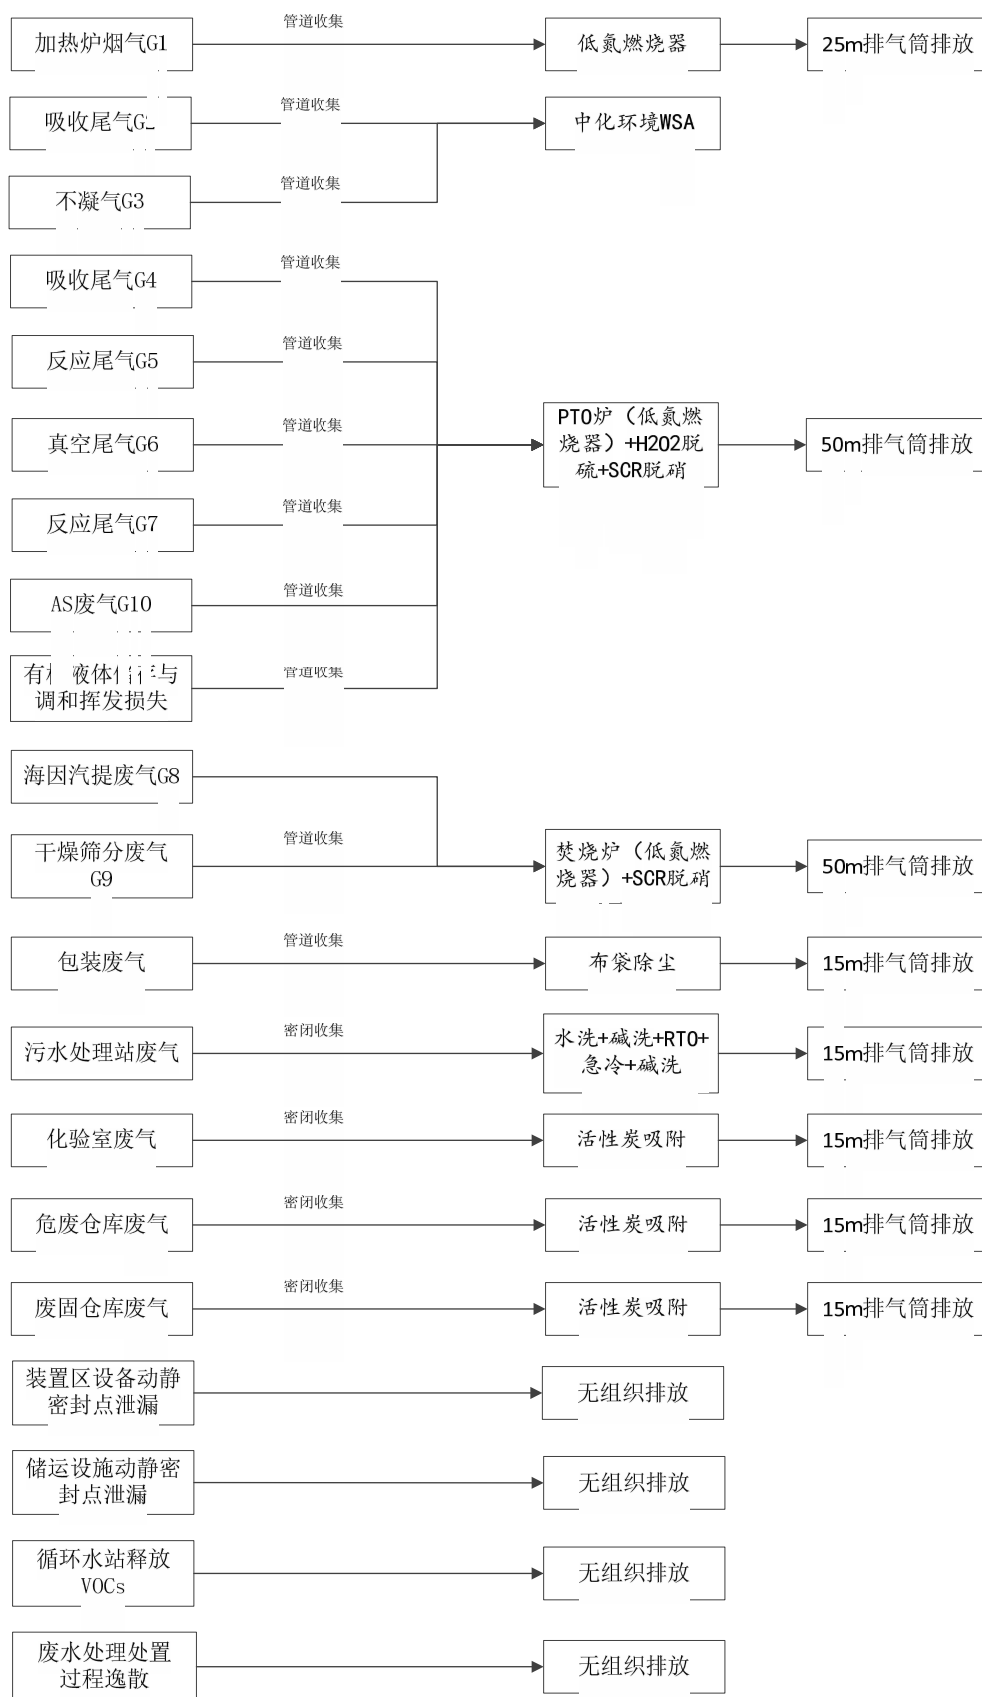 管道收集
加热炉烟气G1
低氮燃烧器
25m排气筒排放
管道收集
吸收尾气G2
中化环境WSA
管道收集
不凝气G3
管道收集
吸收尾气G4
管道收集
反应尾气G5
管道收集
真空尾气G6
PTO炉（低氮燃
烧器）+H2O2脱
硫+SCR脱硝
50m排气筒排放
管道收集
反应尾气G7
管道收集
AS废气G10
管道收集
有机液体储存与
调和挥发损失
海因汽提废气G8
管道收集
干燥筛分废气
G9
焚烧炉（低氮燃
烧器）+SCR脱硝
50m排气筒排放
管道收集
包装废气
布袋除尘
15m排气筒排放
密闭收集
污水处理站废气
水洗+碱洗+RTO+
急冷+碱洗
15m排气筒排放
密闭收集
化验室废气
活性炭吸附
15m排气筒排放
密闭收集
危废仓库废气
活性炭吸附
15m排气筒排放
密闭收集
废固仓库废气
活性炭吸附
15m排气筒排放
装置区设备动静
密封点泄漏
无组织排放
储运设施动静密
封点泄漏
无组织排放
循环水站释放
VOCs
无组织排放
废水处理处置
过程逸散
无组织排放